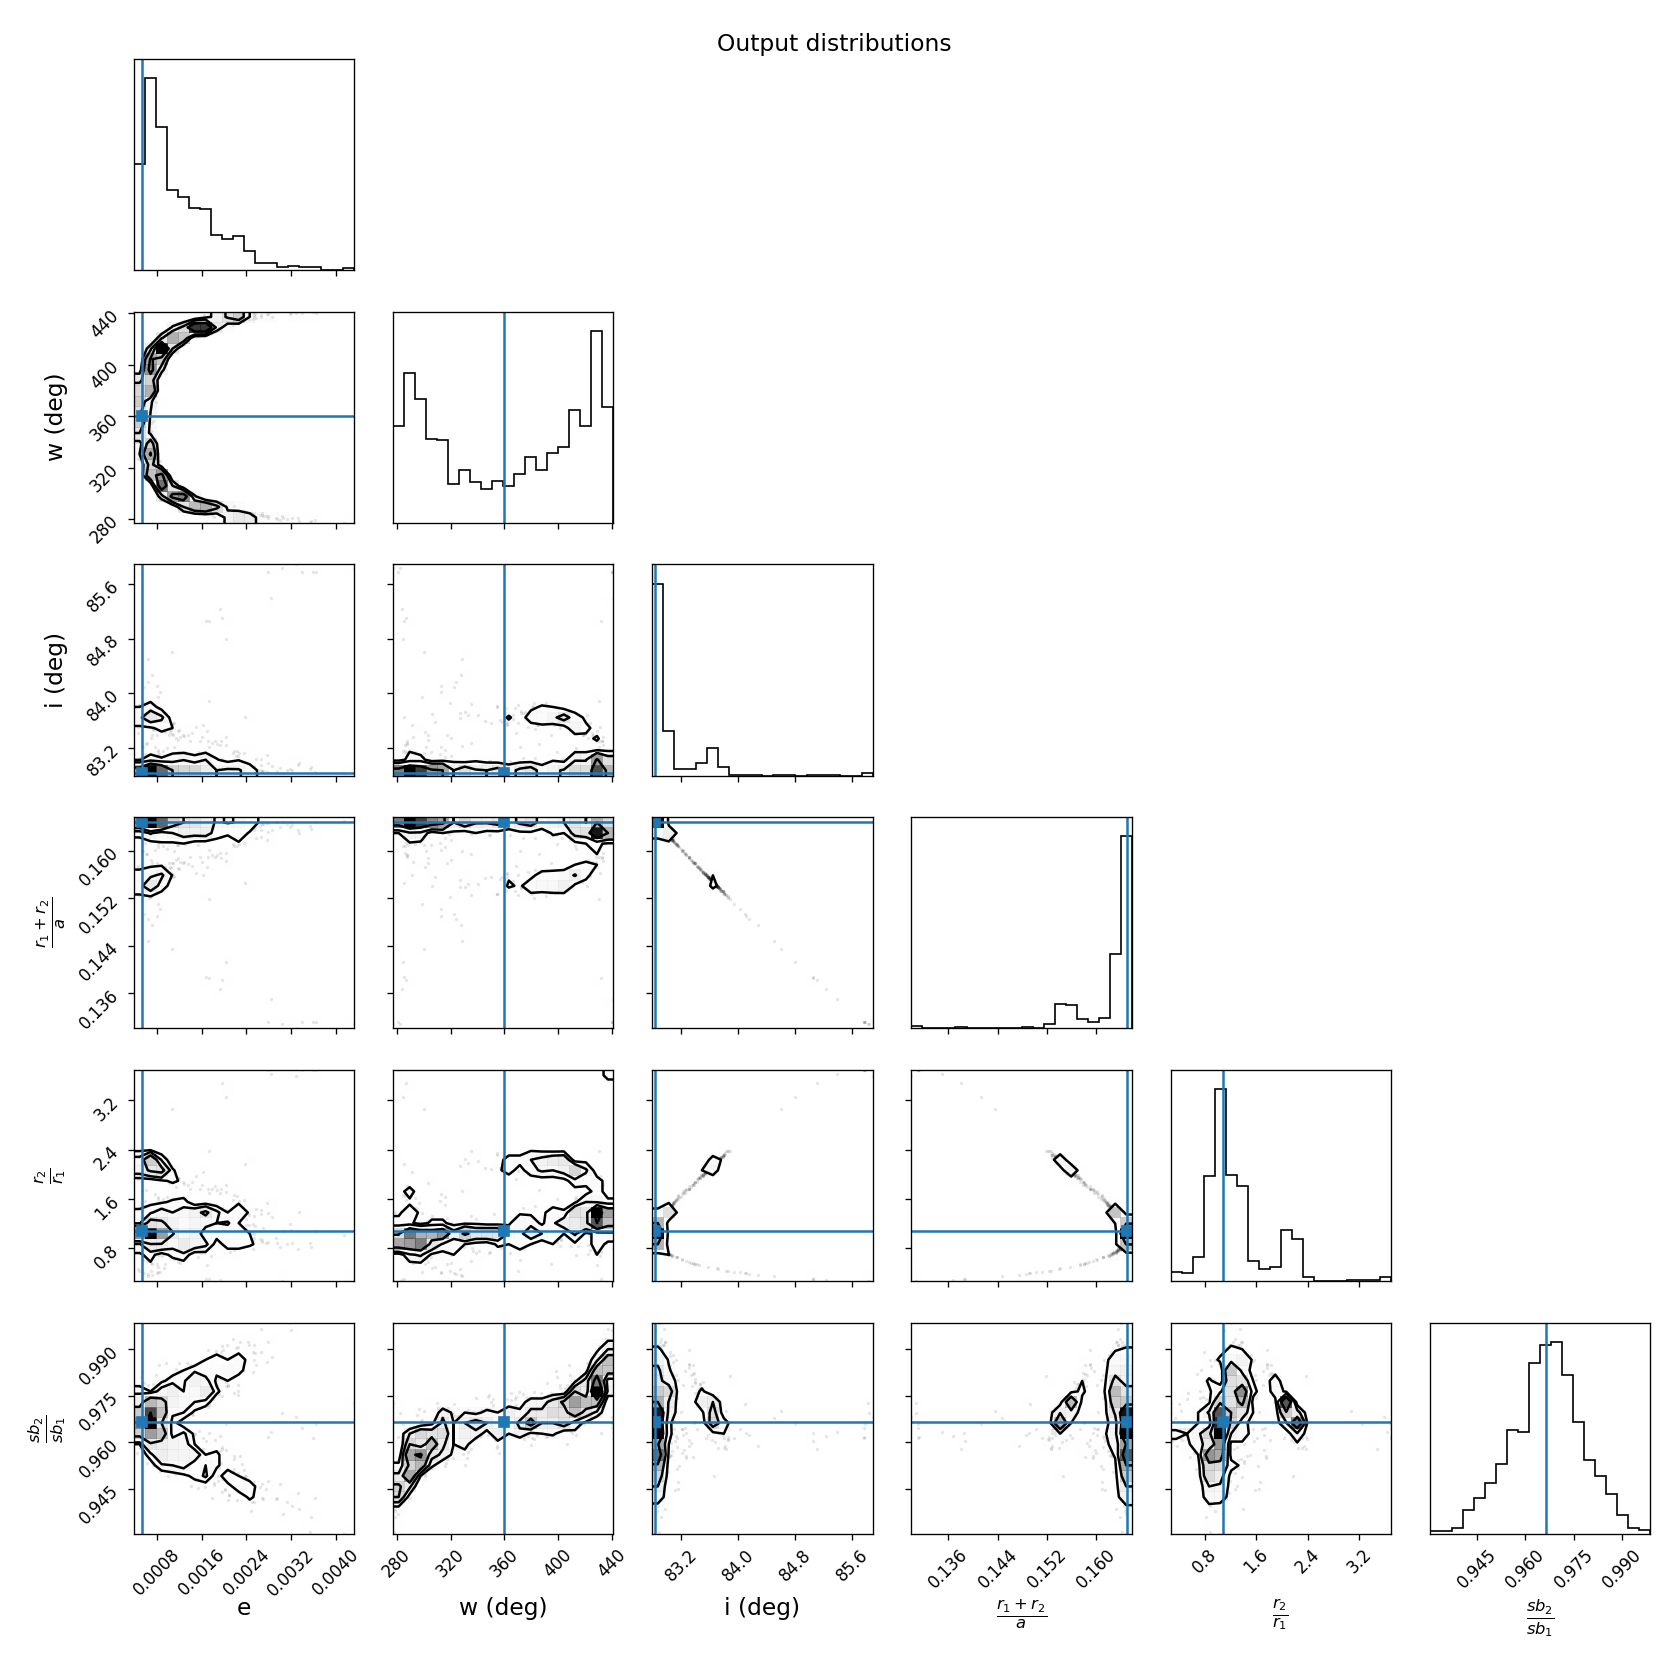 Output distributions
440
400
360
320
280
w (deg)
85.6
84.8
84.0
83.2
i (deg)
0.160
0.152
0.144
0.136
r₁ + r₂
a
3.2
2.4
1.6
0.8
r₂
r₁
0.990
0.975
0.960
0.945
sb₂
sb₁
0.0008 0.0016 0.0024 0.0032 0.0040
280 320 360 400 440
83.2 84.0 84.8 85.6
0.136 0.144 0.152 0.160
0.8 1.6 2.4 3.2
0.945 0.960 0.975 0.990
e
w (deg)
i (deg)
r₁ + r₂
a
r₂
r₁
sb₂
sb₁